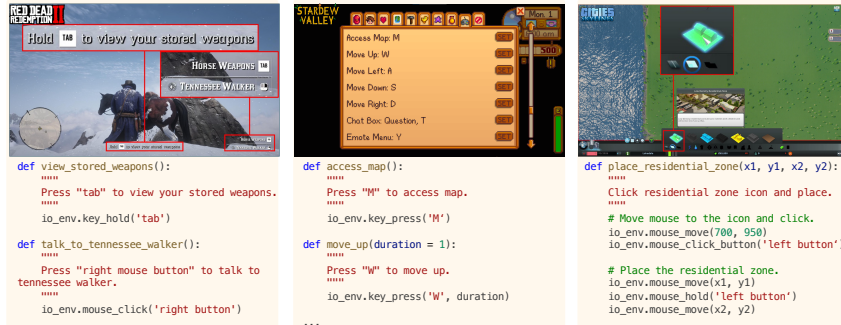 RED DEAD
REDEMPTION II
Hold TAB to view your stored weapons
HORSE WEAPONS TAB
TENNESSEE WALKER
Hold TAB to view your stored weapons
def view_stored_weapons():
"""
Press "tab" to view your stored weapons.
"""
io_env.key_hold('tab')
def talk_to_tennessee_walker():
"""
Press "right mouse button" to talk to
tennessee walker.
"""
io_env.mouse_click('right button')
STARDEW
VALLEY
Mon. 1
500
Access Map: M SET
Move Up: W SET
Move Left: A SET
Move Down: S SET
Move Right: D SET
Chat Box: Question, T SET
Emote Menu: Y SET
def access_map():
"""
Press "M" to access map.
"""
io_env.key_press('M')
def move_up(duration = 1):
"""
Press "W" to move up.
"""
io_env.key_press('W', duration)
...
CITIES
def place_residential_zone(x1, y1, x2, y2):
"""
Click residential zone icon and place.
"""
# Move mouse to the icon and click.
io_env.mouse_move(700, 950)
io_env.mouse_click_button('left button'
# Place the residential zone.
io_env.mouse_move(x1, y1)
io_env.mouse_hold('left button')
io_env.mouse_move(x2, y2)